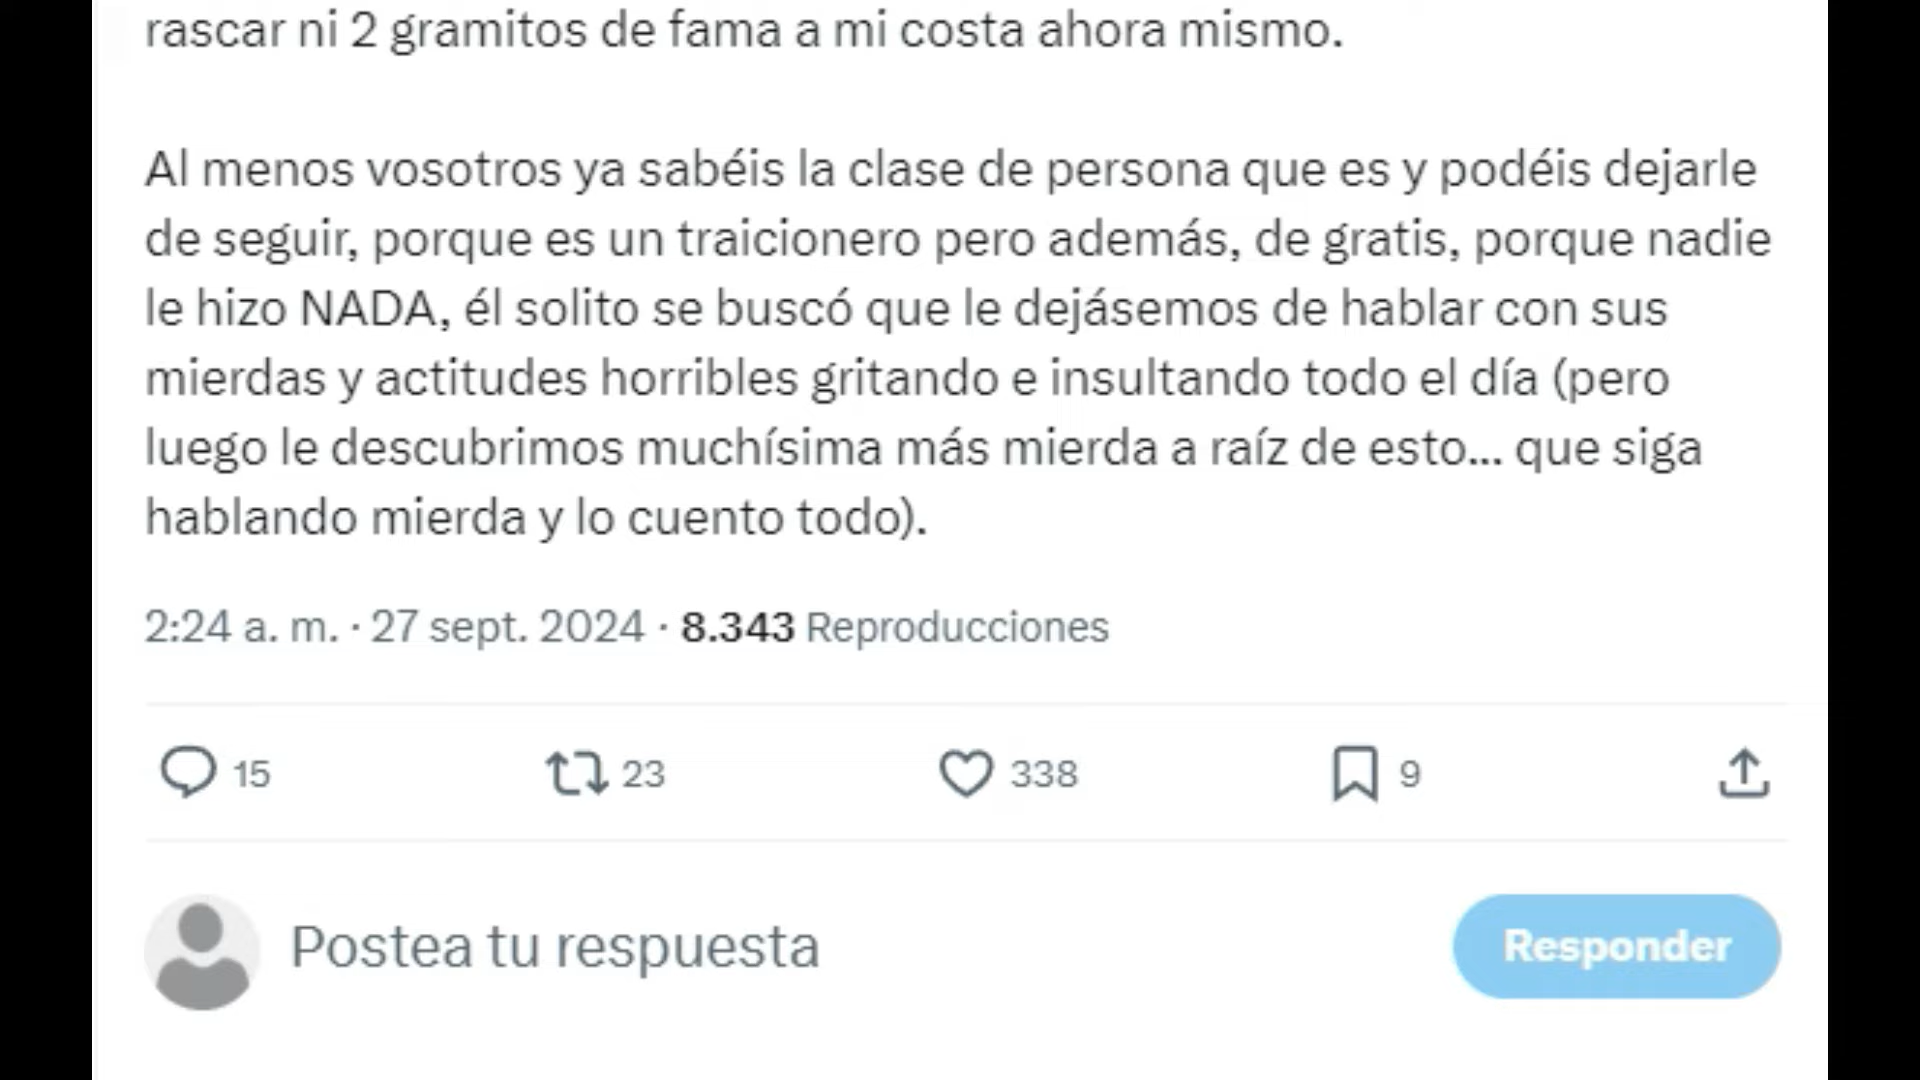 rascar ni 2 gramitos de fama a mi costa ahora mismo.
Al menos vosotros ya sabéis la clase de persona que es y podéis dejarle
de seguir, porque es un traicionero pero además, de gratis, porque nadie
le hizo NADA, él solito se buscó que le dejásemos de hablar con sus
mierdas y actitudes horribles gritando e insultando todo el día (pero
luego le descubrimos muchísima más mierda a raíz de esto... que siga
hablando mierda y lo cuento todo).
2:24 a. m. · 27 sept. 2024 · 8.343 Reproducciones
15 23 338 9
Postea tu respuesta Responder